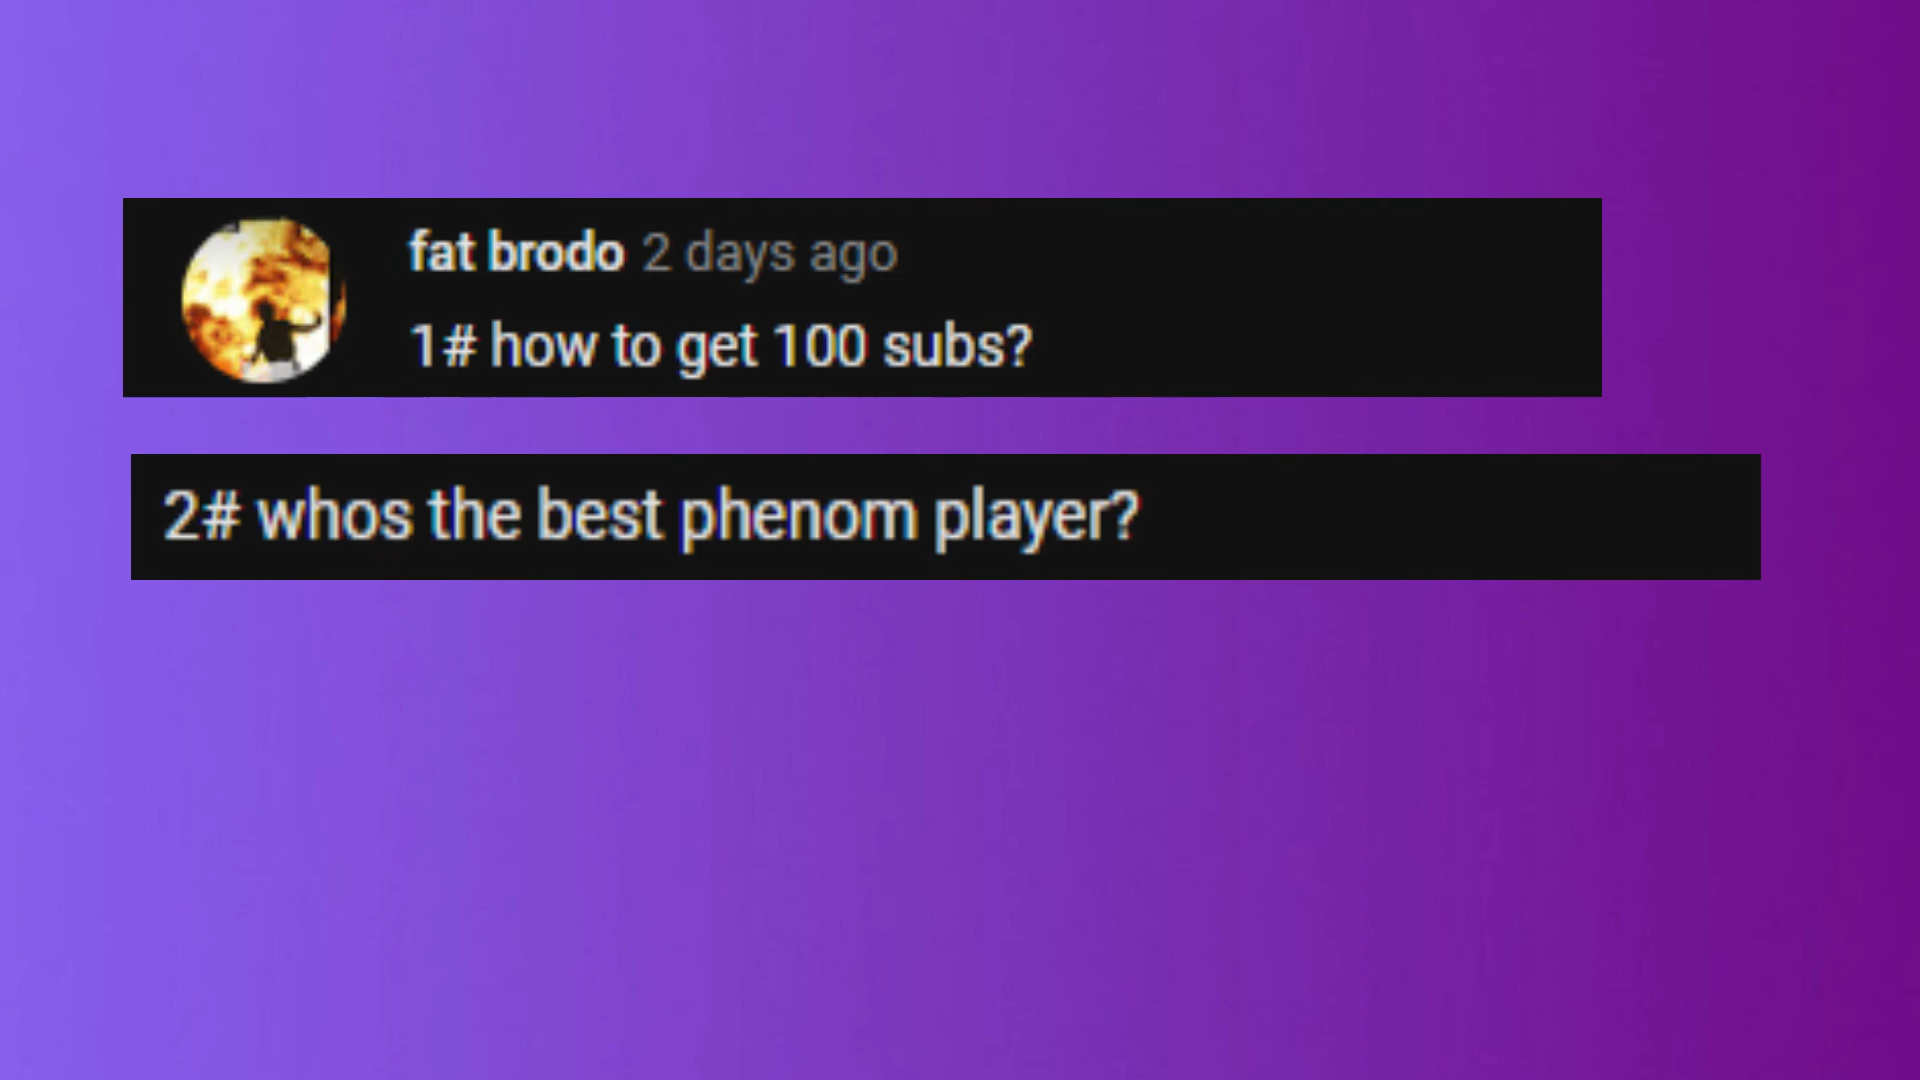 fat brodo 2 days ago
1# how to get 100 subs?
2# whos the best phenom player?